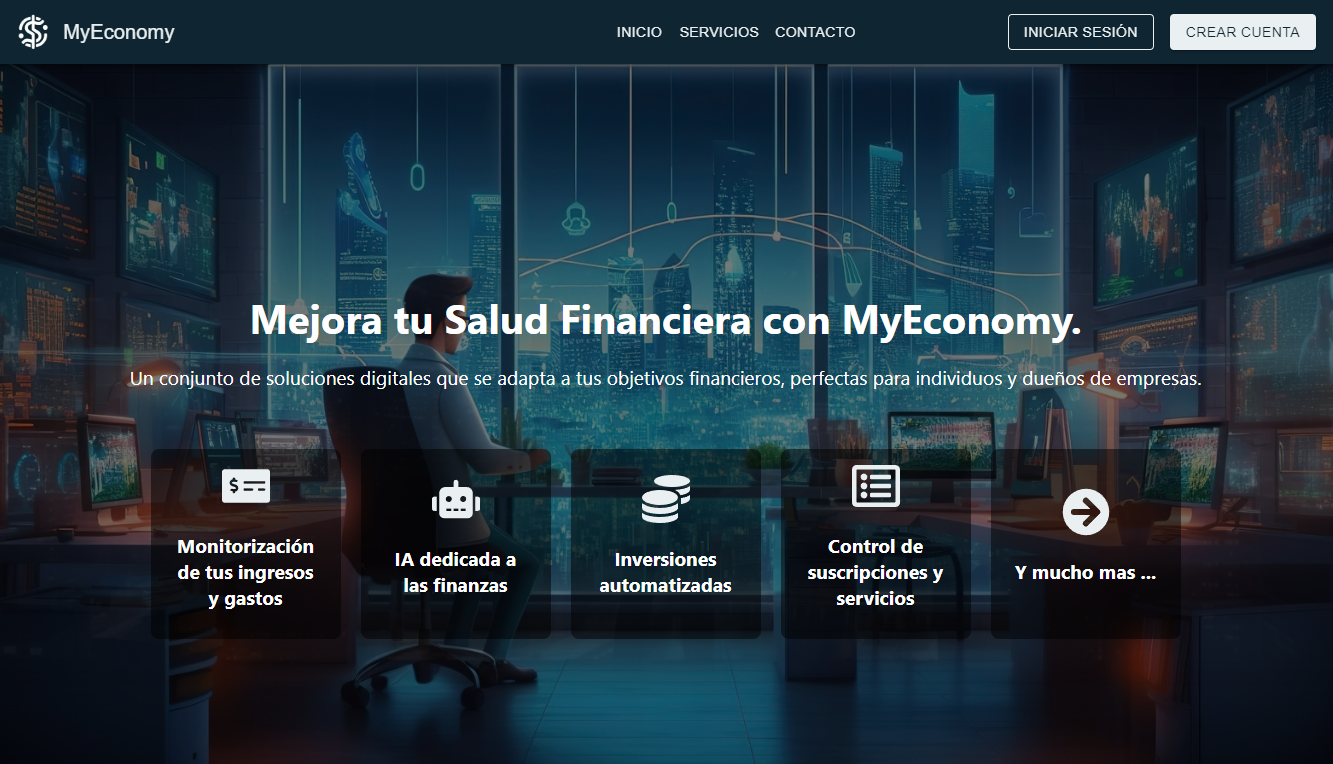 MyEconomy
INICIO SERVICIOS CONTACTO
INICIAR SESIÓN
CREAR CUENTA
Mejora tu Salud Financiera con MyEconomy.
Un conjunto de soluciones digitales que se adapta a tus objetivos financieros, perfectas para individuos y dueños de empresas.
Monitorización
de tus ingresos
y gastos
IA dedicada a
las finanzas
Inversiones
automatizadas
Control de
suscripciones y
servicios
Y mucho mas ...